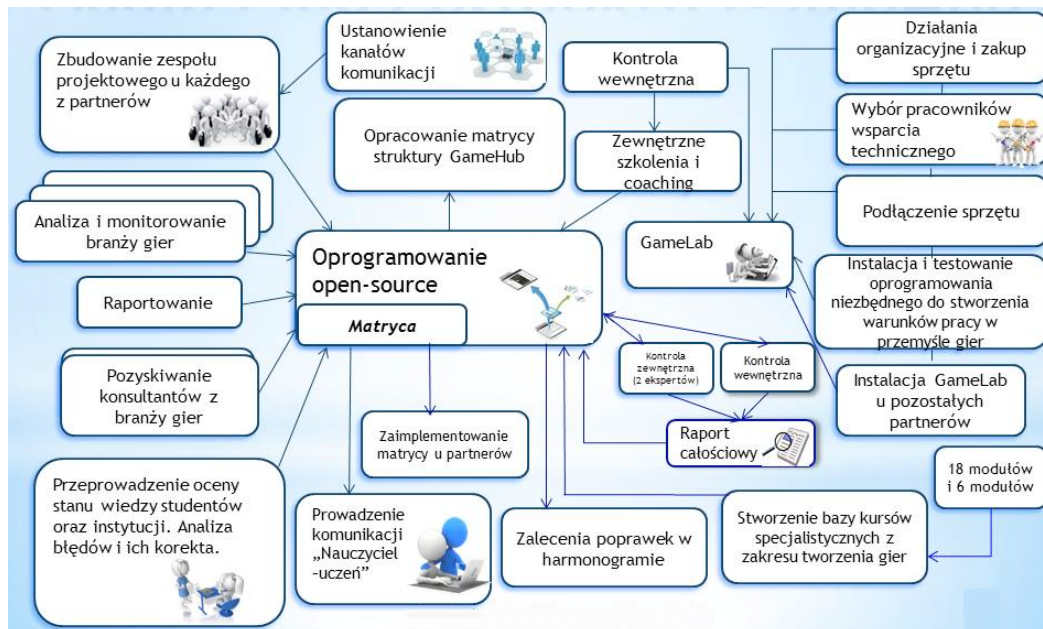 Zbudowanie zespołu
projektowego u każdego
z partnerów
Ustanowienie
kanałów
komunikacji
Kontrola
wewnętrzna
Działania
organizacyjne i zakup
sprzętu
Opracowanie matrycy
struktury GameHub
Zewnętrzne
szkolenia i
coaching
Wybór pracowników
wsparcia
technicznego
Analiza i monitorowanie
branży gier
Oprogramowanie
open-source
Matryca
GameLab
Podłączenie sprzętu
Raportowanie
Instalacja i testowanie
oprogramowania
niezbędnego do stworzenia
warunków pracy w
przemyśle gier
Pozyskiwanie
konsultantów z
branży gier
Kontrola
zewnętrzna
(2 ekspertów)
Kontrola
wewnętrzna
Instalacja GameLab
u pozostałych
partnerów
Zaimplementowanie
matrycy u partnerów
Raport
całościowy
18 modułów
i 6 modułów
Przeprowadzenie oceny
stanu wiedzy studentów
oraz instytucji. Analiza
błędów i ich korekta.
Prowadzenie
komunikacji
„Nauczyciel
-uczeń”
Zalecenia poprawek w
harmonogramie
Stworzenie bazy kursów
specjalistycznych z
zakresu tworzenia gier